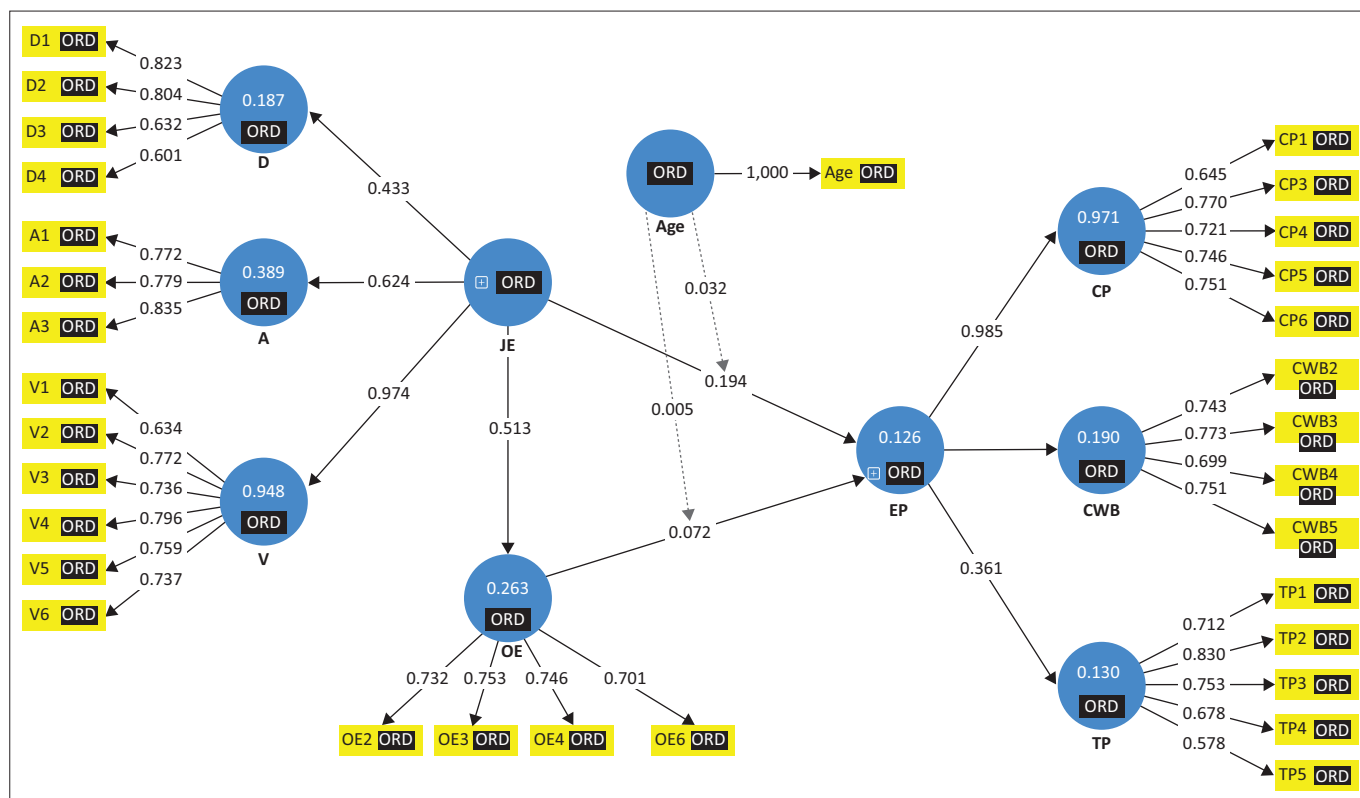 D1 ORD
0.823
D2 ORD
0.804
D3 ORD
0.632
D4 ORD
0.601
0.187
ORD
D
0.433
A1 ORD
0.772
A2 ORD
0.779
A3 ORD
0.835
0.389
ORD
A
0.624
ORD
JE
V1 ORD
0.634
V2 ORD
0.772
V3 ORD
0.736
V4 ORD
0.796
V5 ORD
0.759
V6 ORD
0.737
0.948
ORD
V
0.974
0.513
ORD
Age
1,000
Age ORD
0.032
0.005
0.194
0.072
0.263
ORD
OE
0.732
0.753
0.746
0.701
OE2 ORD
OE3 ORD
OE4 ORD
OE6 ORD
0.126
ORD
EP
0.985
0.361
0.971
ORD
CP
0.645
0.770
0.721
0.746
0.751
CP1 ORD
CP3 ORD
CP4 ORD
CP5 ORD
CP6 ORD
0.190
ORD
CWB
0.743
0.773
0.699
0.751
CWB2
ORD
CWB3
ORD
CWB4
ORD
CWB5
ORD
0.130
ORD
TP
0.712
0.830
0.753
0.678
0.578
TP1 ORD
TP2 ORD
TP3 ORD
TP4 ORD
TP5 ORD